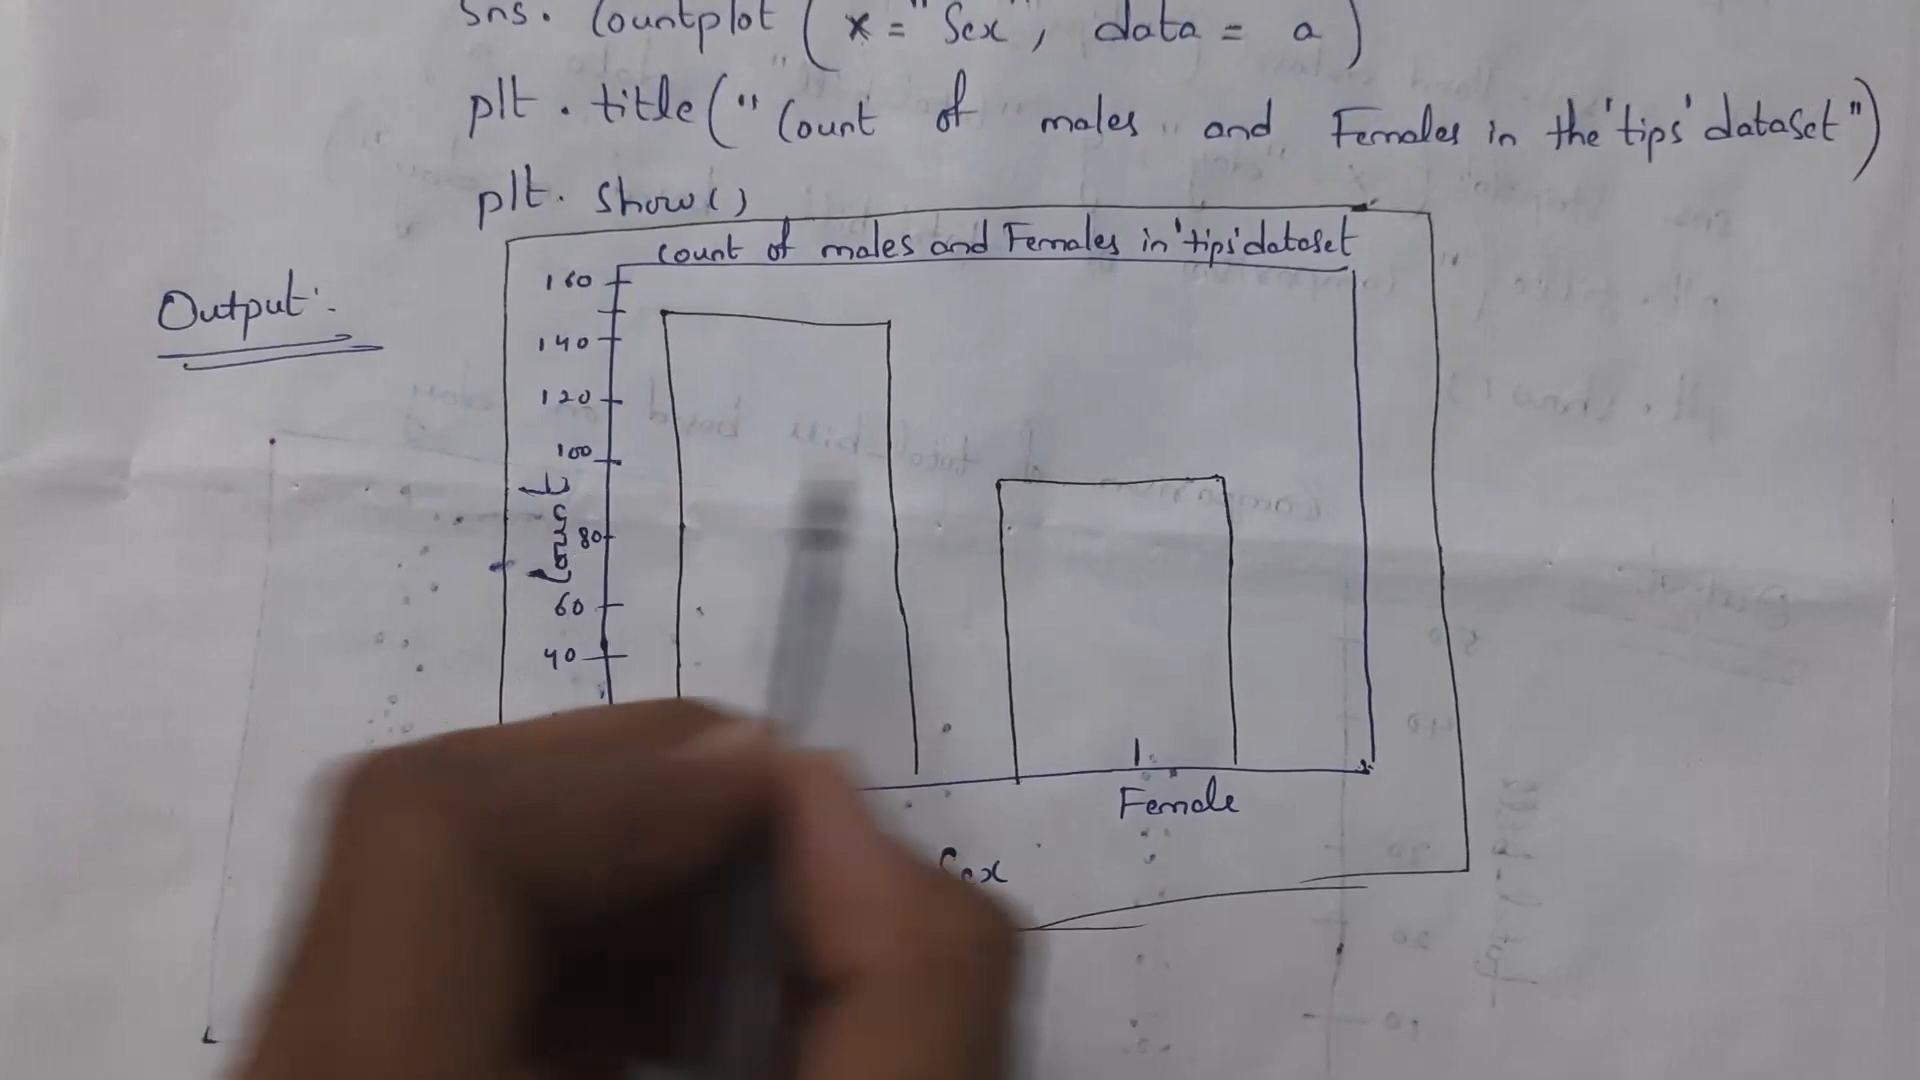 sns. Countplot ( x = "Sex", data = a )
plt. title(" Count of males and Females in the 'tips' dataset")
plt. show()
count of males and Females in 'tips' dataset
Output:
160
140
120
100
80
60
40
Count
Female
Sex